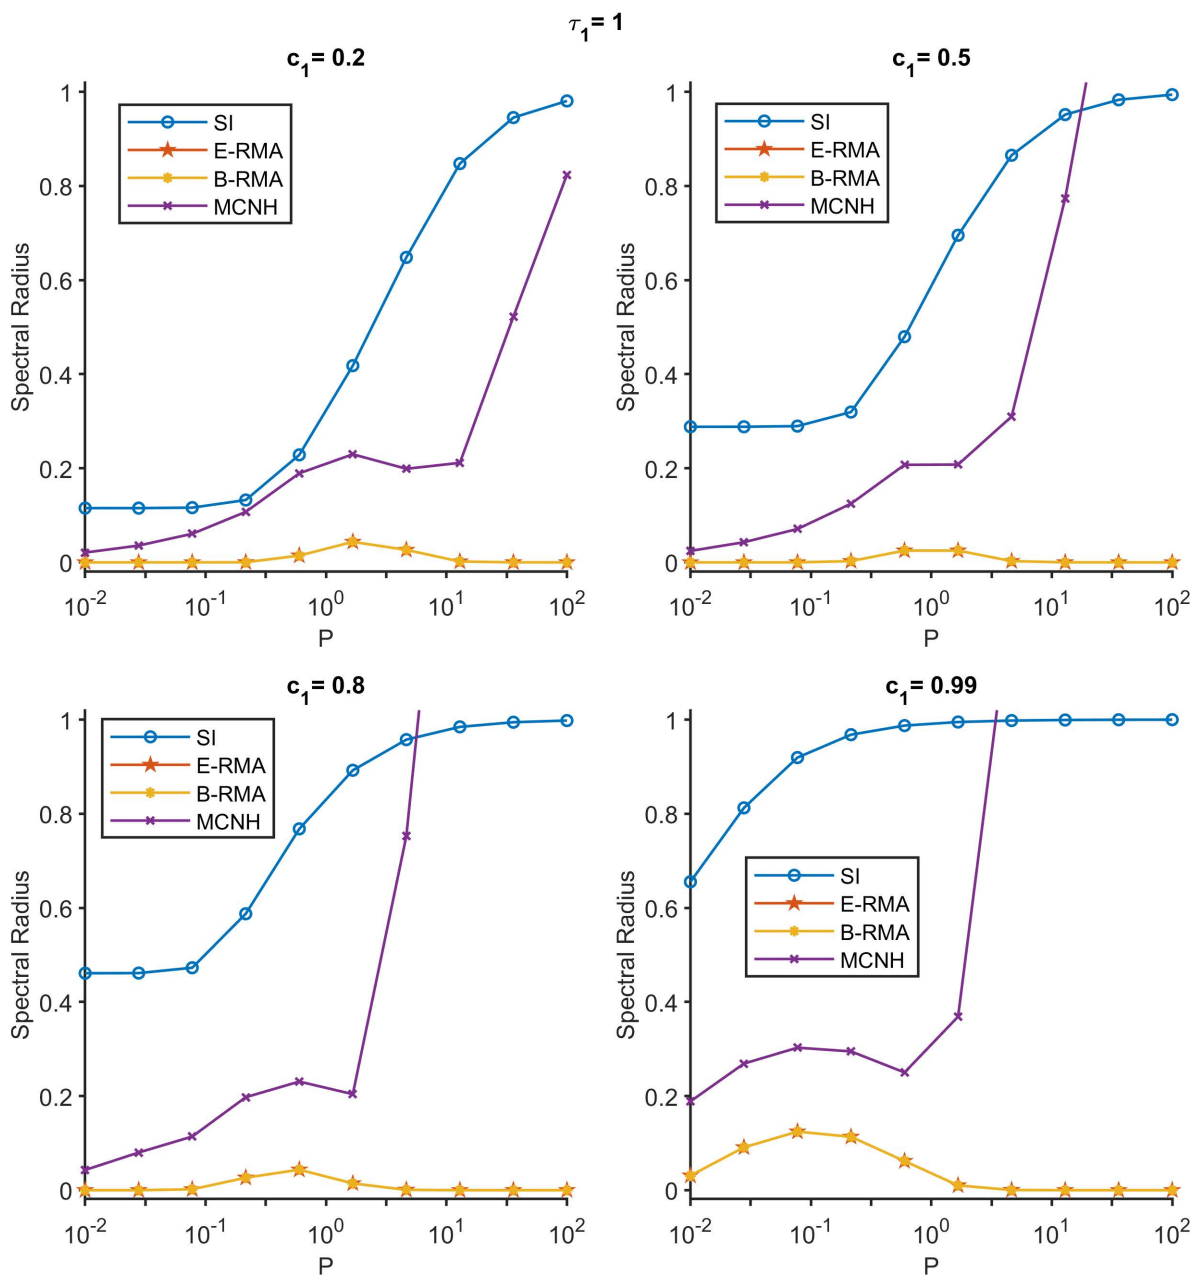 τ1= 1
c1= 0.2
1
0.8
0.6
0.4
0.2
0
Spectral Radius
SI
E-RMA
B-RMA
MCNH
10-2 10-1 100 101 102
P
c1= 0.5
1
0.8
0.6
0.4
0.2
0
Spectral Radius
SI
E-RMA
B-RMA
MCNH
10-2 10-1 100 101 102
P
c1= 0.8
1
0.8
0.6
0.4
0.2
0
Spectral Radius
SI
E-RMA
B-RMA
MCNH
10-2 10-1 100 101 102
P
c1= 0.99
1
0.8
0.6
0.4
0.2
0
Spectral Radius
SI
E-RMA
B-RMA
MCNH
10-2 10-1 100 101 102
P